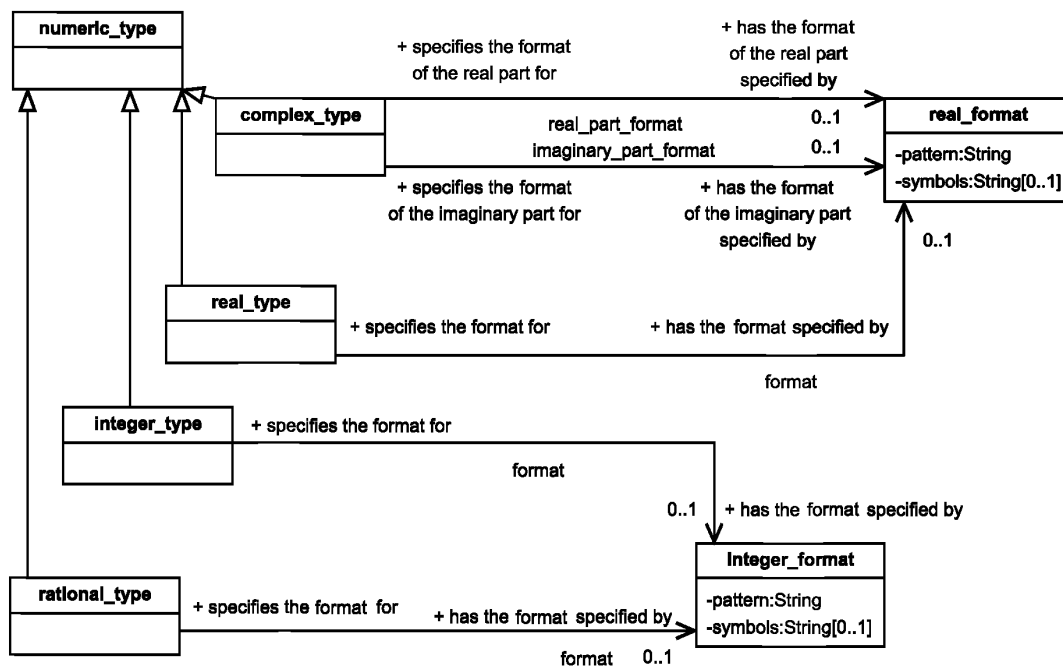 numeric_type
+ specifies the format
of the real part for
+ has the format
of the real part
specified by
complex_type
real_part_format
0..1
imaginary_part_format
0..1
real_format
-pattern:String
-symbols:String[0..1]
+ specifies the format
of the imaginary part for
+ has the format
of the imaginary part
specified by
0..1
real_type
+ specifies the format for
+ has the format specified by
format
integer_type
+ specifies the format for
format
0..1
+ has the format specified by
Integer_format
-pattern:String
-symbols:String[0..1]
rational_type
+ specifies the format for
+ has the format specified by
format
0..1